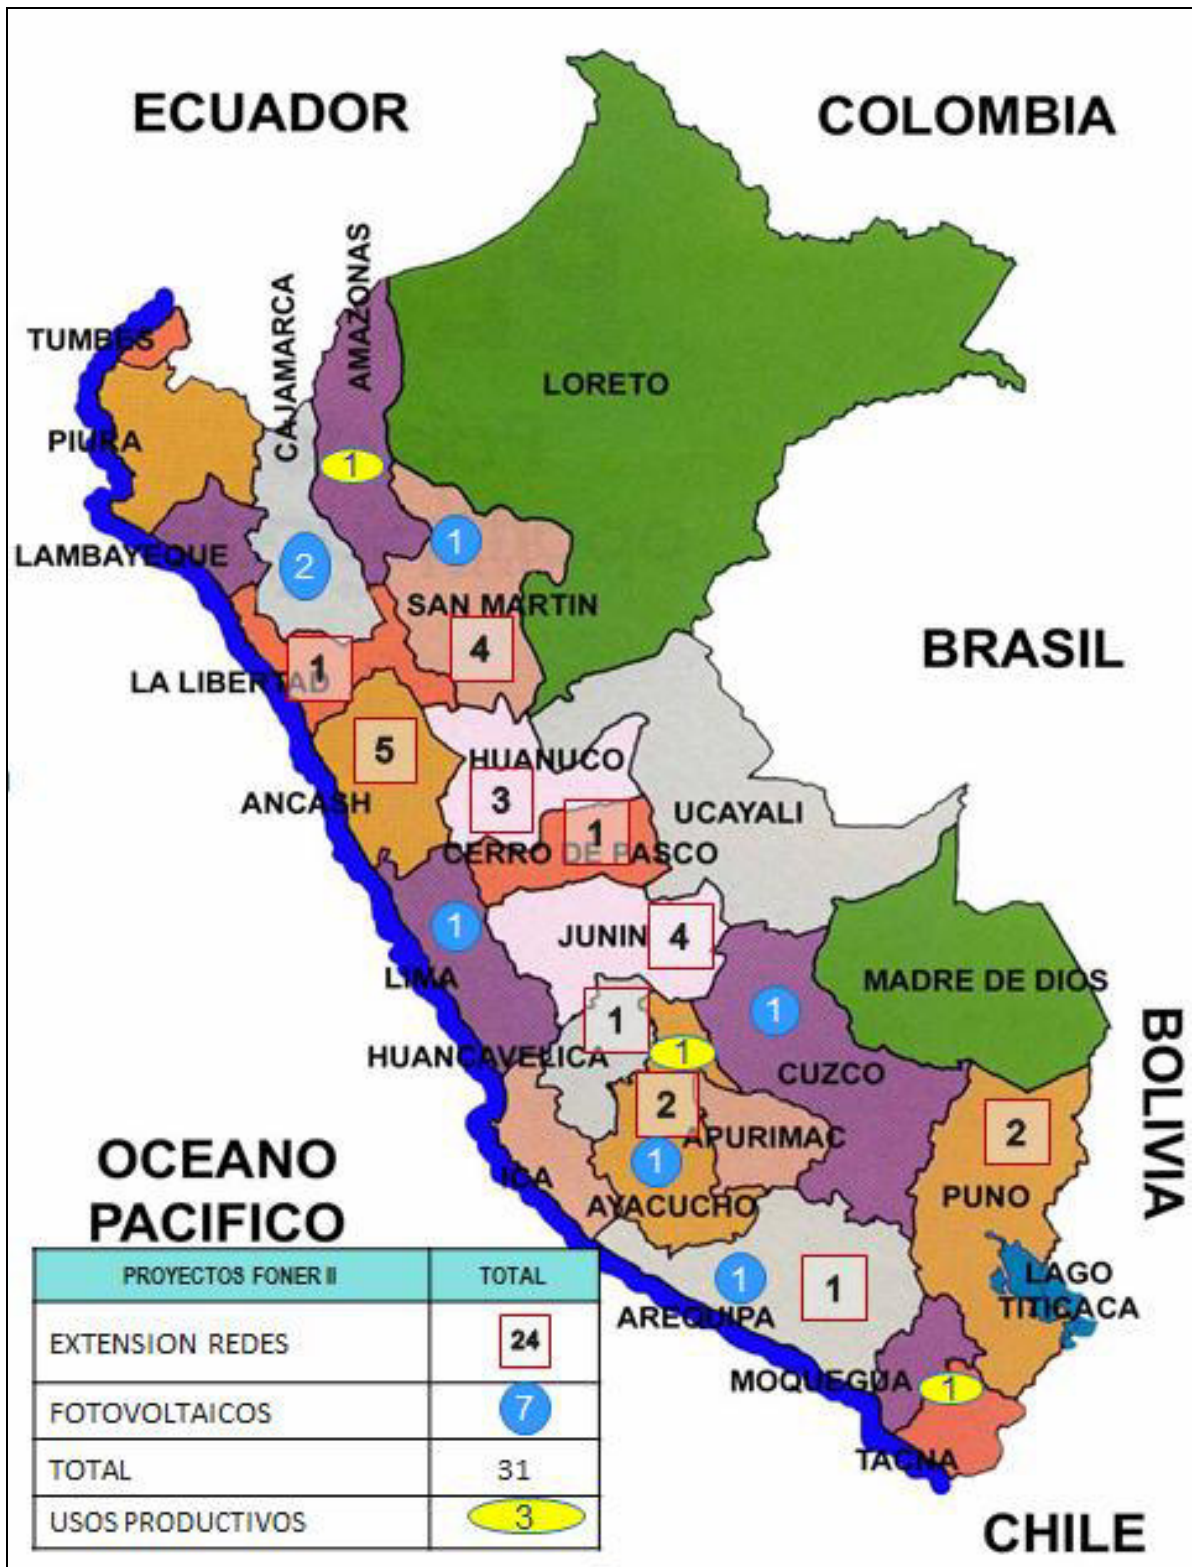 ECUADOR
COLOMBIA
AMAZONAS
CAJAMARCA
TUMBES
LORETO
PIURA
1
LAMBAYEQUE
1
2
SAN MARTIN
BRASIL
1
4
LA LIBERTAD
5
HUANUCO
ANCASH
3
UCAYALI
1
CERRO DE PASCO
1
JUNIN
4
LIMA
MADRE DE DIOS
1
1
HUANCAVELICA
1
CUZCO
BOLIVIA
2
APURIMAC
2
OCEANO
PACIFICO
1
ICA
AYACUCHO
PUNO
LAGO
TITICACA
1
1
AREQUIPA
MOQUEGUA
1
TACNA
CHILE
PROYECTOS FONER II TOTAL
EXTENSION REDES 24
FOTOVOLTAICOS 7
TOTAL 31
USOS PRODUCTIVOS 3